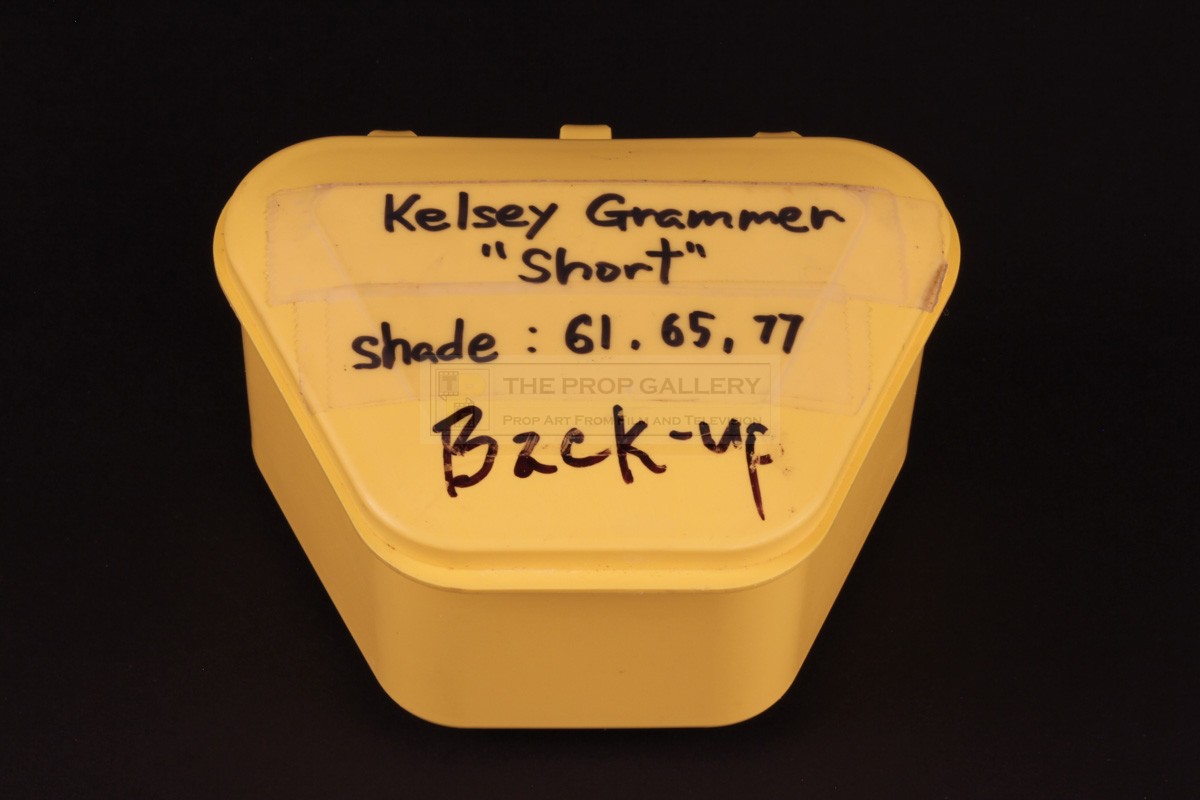 Kelsey Grammer
"Short"
shade : 61. 65, 77
THE PROP GALLERY
PROP ART FROM FILM AND TELEVISION
Back-up